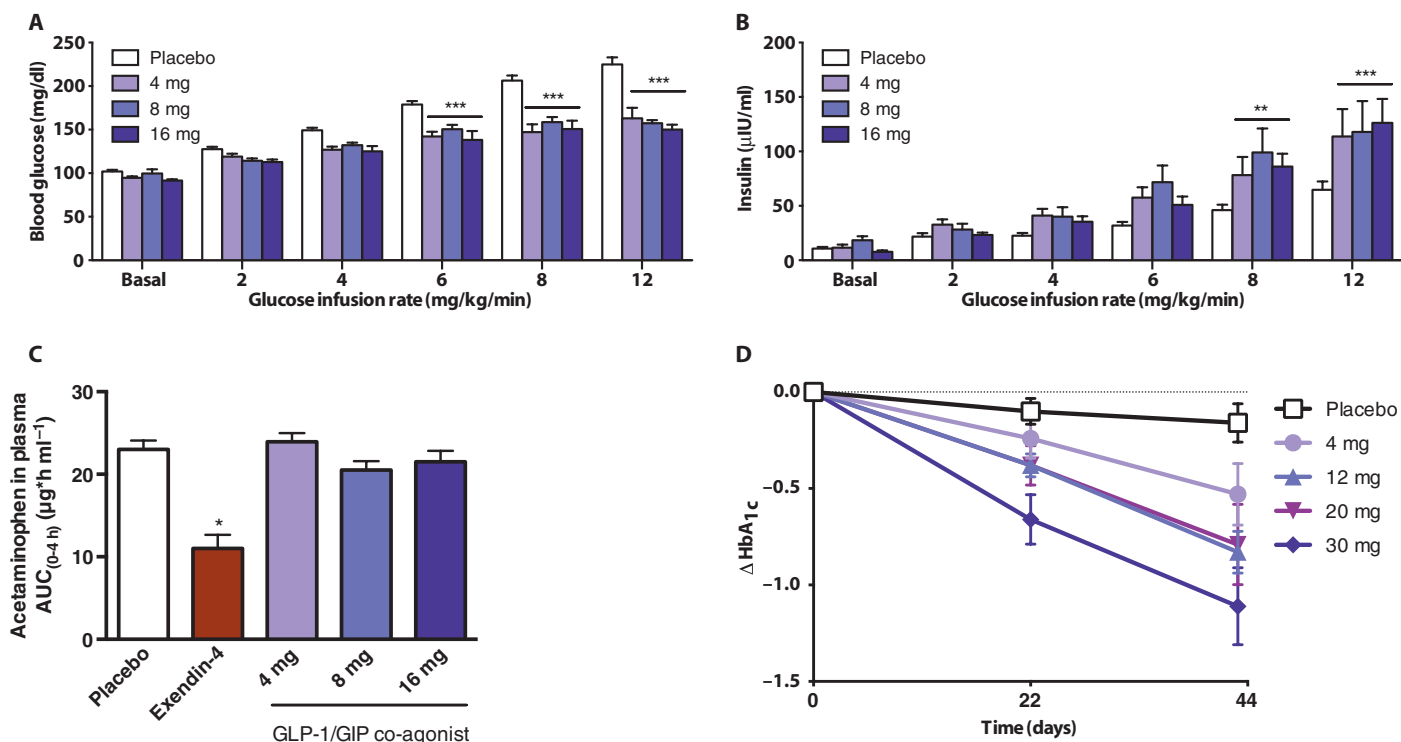 A
Blood glucose (mg/dl)
250
200
150
100
50
0
Placebo
4 mg
8 mg
16 mg
***
***
***
Basal 2 4 6 8 12
Glucose infusion rate (mg/kg/min)
B
Insulin (µIU/ml)
200
150
100
50
0
Placebo
4 mg
8 mg
16 mg
**
***
Basal 2 4 6 8 12
Glucose infusion rate (mg/kg/min)
C
Acetaminophen in plasma
AUC(0–4 h) (µg*h ml−1)
30
20
10
0
*
Placebo
Exendin-4
4 mg
8 mg
16 mg
GLP-1/GIP co-agonist
D
Δ HbA1c
0.0
−0.5
−1.0
−1.5
0 22 44
Time (days)
Placebo
4 mg
12 mg
20 mg
30 mg